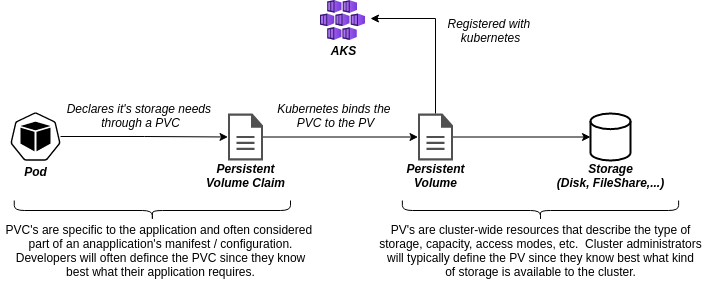 Registered with
kubernetes
AKS
Declares it's storage needs
through a PVC
Kubernetes binds the
PVC to the PV
Pod
Persistent
Volume Claim
Persistent
Volume
Storage
(Disk, FileShare,...)
PVC's are specific to the application and often considered
part of an anapplication's manifest / configuration.
Developers will often defince the PVC since they know
best what their application requires.
PV's are cluster-wide resources that describe the type of
storage, capacity, access modes, etc.  Cluster administrators
will typically define the PV since they know best what kind
of storage is available to the cluster.